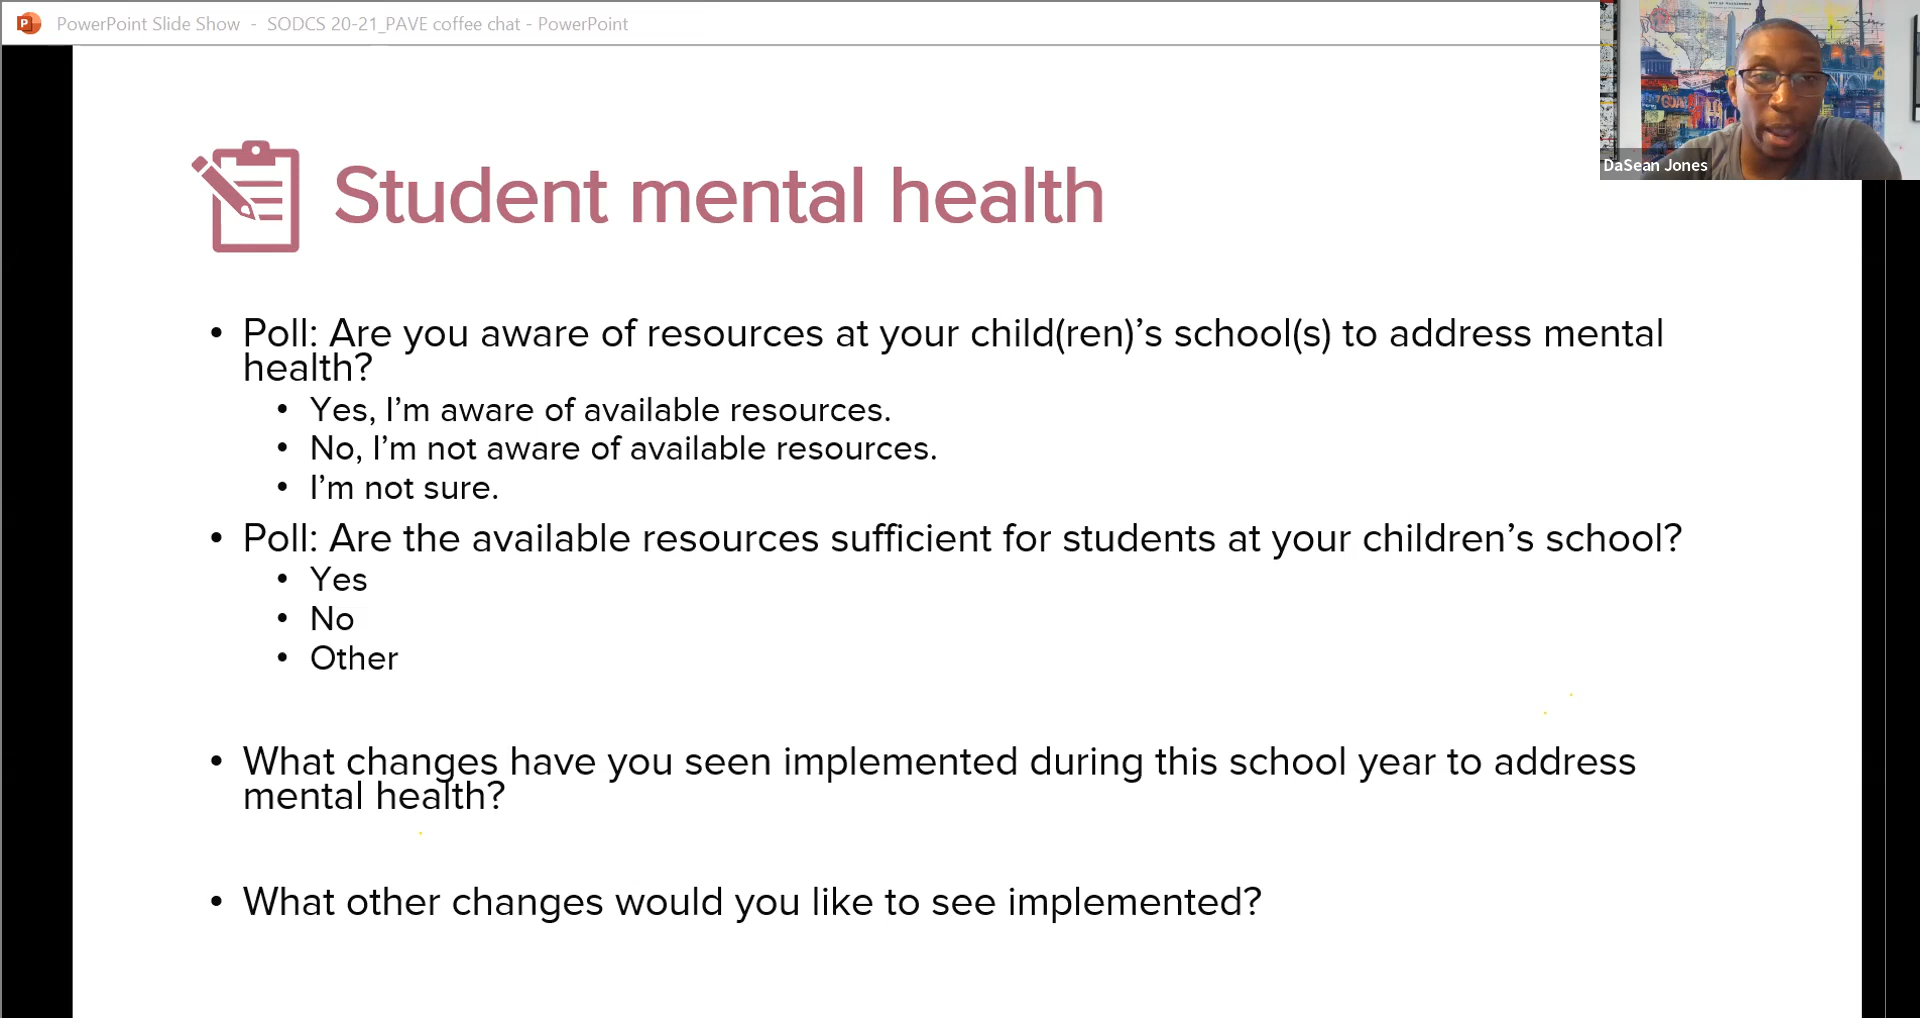 PowerPoint Slide Show - SODCS 20-21_PAVE coffee chat - PowerPoint
DaSean Jones
Student mental health
• Poll: Are you aware of resources at your child(ren)’s school(s) to address mental
health?
• Yes, I’m aware of available resources.
• No, I’m not aware of available resources.
• I’m not sure.
• Poll: Are the available resources sufficient for students at your children’s school?
• Yes
• No
• Other
• What changes have you seen implemented during this school year to address
mental health?
• What other changes would you like to see implemented?